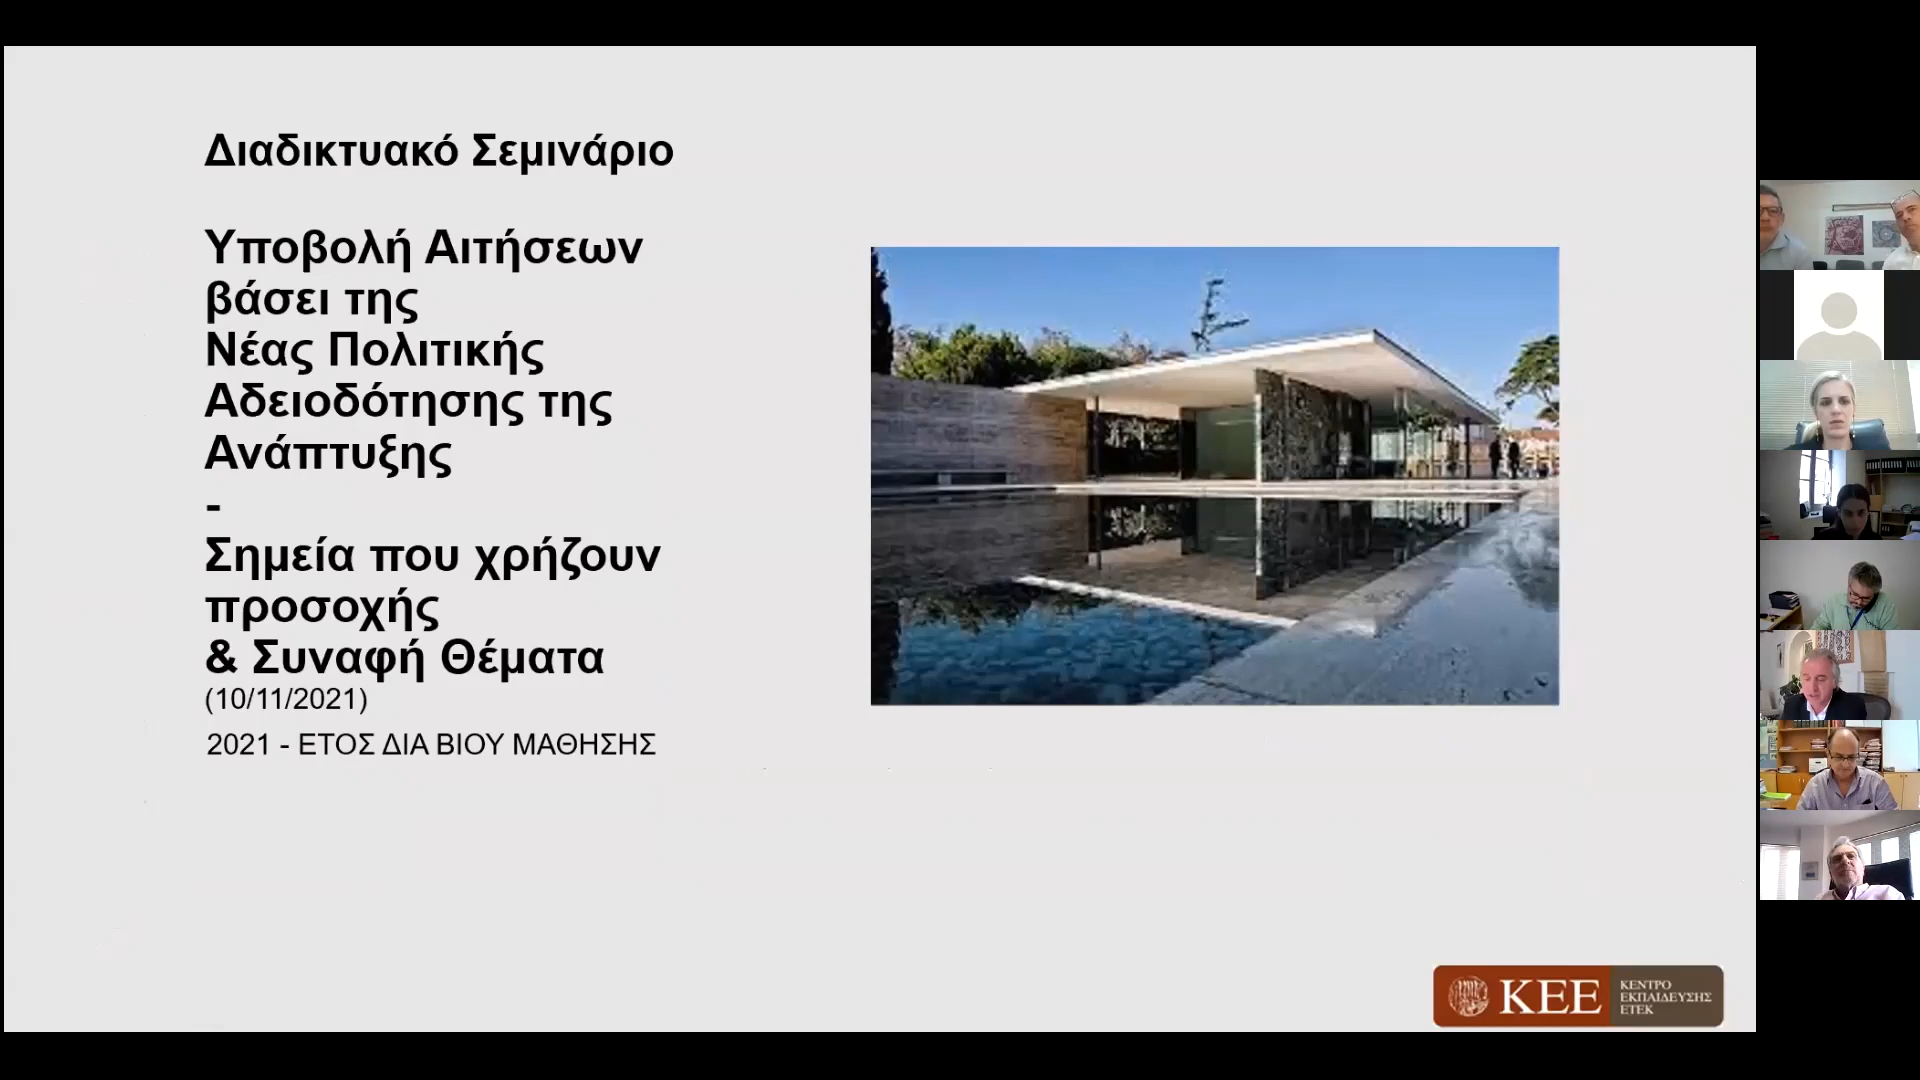 Διαδικτυακό Σεμινάριο
Υποβολή Αιτήσεων
βάσει της
Νέας Πολιτικής
Αδειοδότησης της
Ανάπτυξης
-
Σημεία που χρήζουν
προσοχής
& Συναφή Θέματα
(10/11/2021)
2021 - ΕΤΟΣ ΔΙΑ ΒΙΟΥ ΜΑΘΗΣΗΣ
ΚΕΕ
ΚΕΝΤΡΟ
ΕΚΠΑΙΔΕΥΣΗΣ
ΕΤΕΚ